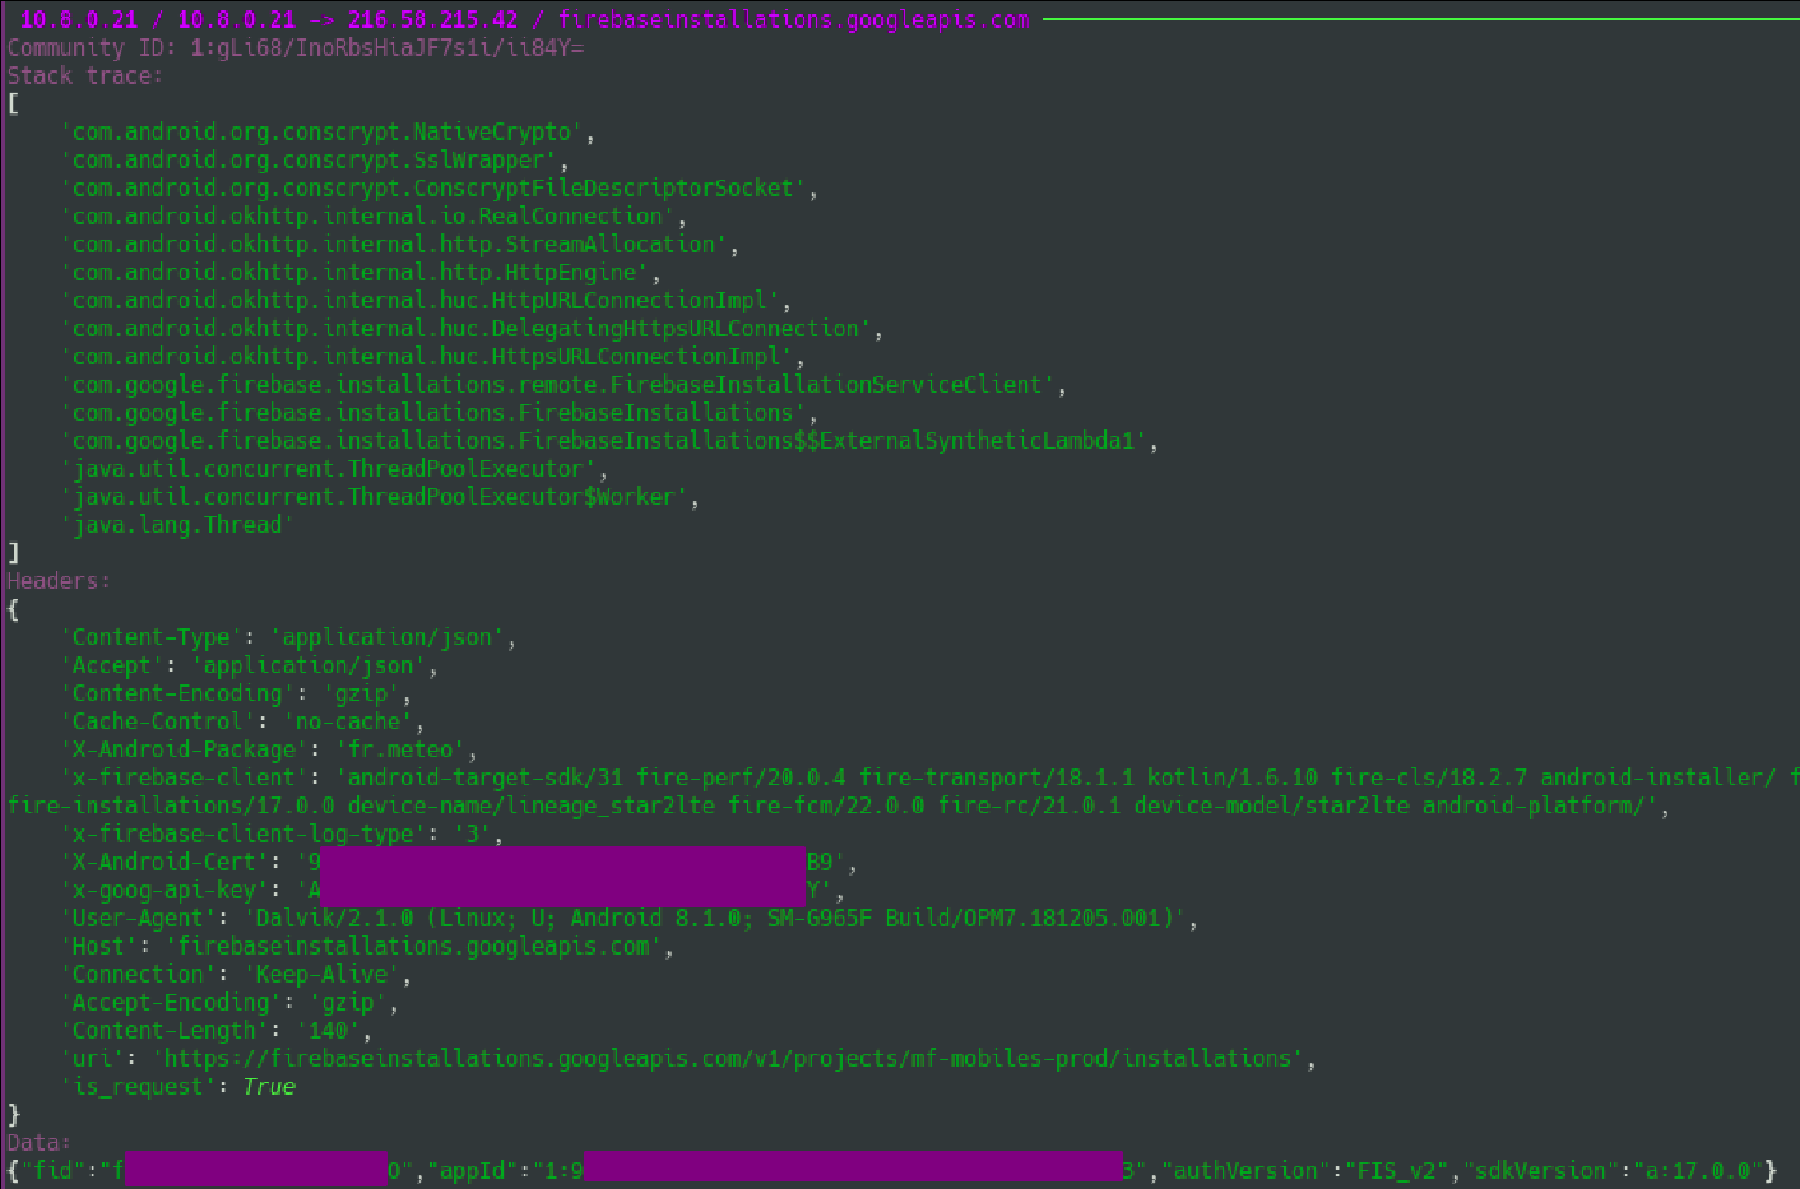 10.8.0.21 / 10.8.0.21 -> 216.58.215.42 / firebaseinstallations.googleapis.com
Community ID: 1:gLi68/InoRbsHiaJF7s1i/ii84Y=
Stack trace:
[
'com.android.org.conscrypt.NativeCrypto',
'com.android.org.conscrypt.SslWrapper',
'com.android.org.conscrypt.ConscryptFileDescriptorSocket',
'com.android.okhttp.internal.io.RealConnection',
'com.android.okhttp.internal.http.StreamAllocation',
'com.android.okhttp.internal.http.HttpEngine',
'com.android.okhttp.internal.huc.HttpURLConnectionImpl',
'com.android.okhttp.internal.huc.DelegatingHttpsURLConnection',
'com.android.okhttp.internal.huc.HttpsURLConnectionImpl',
'com.google.firebase.installations.remote.FirebaseInstallationServiceClient',
'com.google.firebase.installations.FirebaseInstallations',
'com.google.firebase.installations.FirebaseInstallations$$ExternalSyntheticLambda1',
'java.util.concurrent.ThreadPoolExecutor',
'java.util.concurrent.ThreadPoolExecutor$Worker',
'java.lang.Thread'
]
Headers:
{
'Content-Type': 'application/json',
'Accept': 'application/json',
'Content-Encoding': 'gzip',
'Cache-Control': 'no-cache',
'X-Android-Package': 'fr.meteo',
'x-firebase-client': 'android-target-sdk/31 fire-perf/20.0.4 fire-transport/18.1.1 kotlin/1.6.10 fire-cls/18.2.7 android-installer/ f
fire-installations/17.0.0 device-name/lineage_star2lte fire-fcm/22.0.0 fire-rc/21.0.1 device-model/star2lte android-platform/',
'x-firebase-client-log-type': '3',
'X-Android-Cert': '9 B9',
'x-goog-api-key': 'A Y',
'User-Agent': 'Dalvik/2.1.0 (Linux; U; Android 8.1.0; SM-G965F Build/OPM7.181205.001)',
'Host': 'firebaseinstallations.googleapis.com',
'Connection': 'Keep-Alive',
'Accept-Encoding': 'gzip',
'Content-Length': '140',
'uri': 'https://firebaseinstallations.googleapis.com/v1/projects/mf-mobiles-prod/installations',
'is_request': True
}
Data:
{"fid":"f 0","appId":"1:9 3","authVersion":"FIS_v2","sdkVersion":"a:17.0.0"}